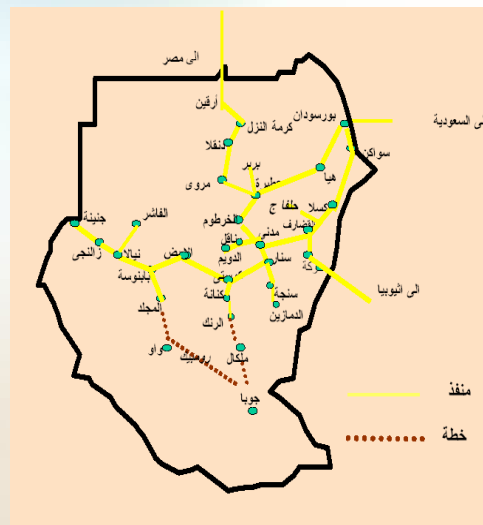 الى مصر
أرقين
كرمة النزل
بورسودان
الى السعودية
دنقلا
سواكن
بربر
هيا
مروى
عطبرة
كسلا
حلفا ج
الفاشر
جنينة
الخرطوم
القضارف
مدنى
ناقل
الدويم
زالنجى
نيالا
الابيض
سنار
بابنوسة
كوستى
كنانة
سنجة
الى اثيوبيا
المجلد
الرنك
الدمازين
واو
رومبيك
ملكال
جوبا
منفذ
خطة